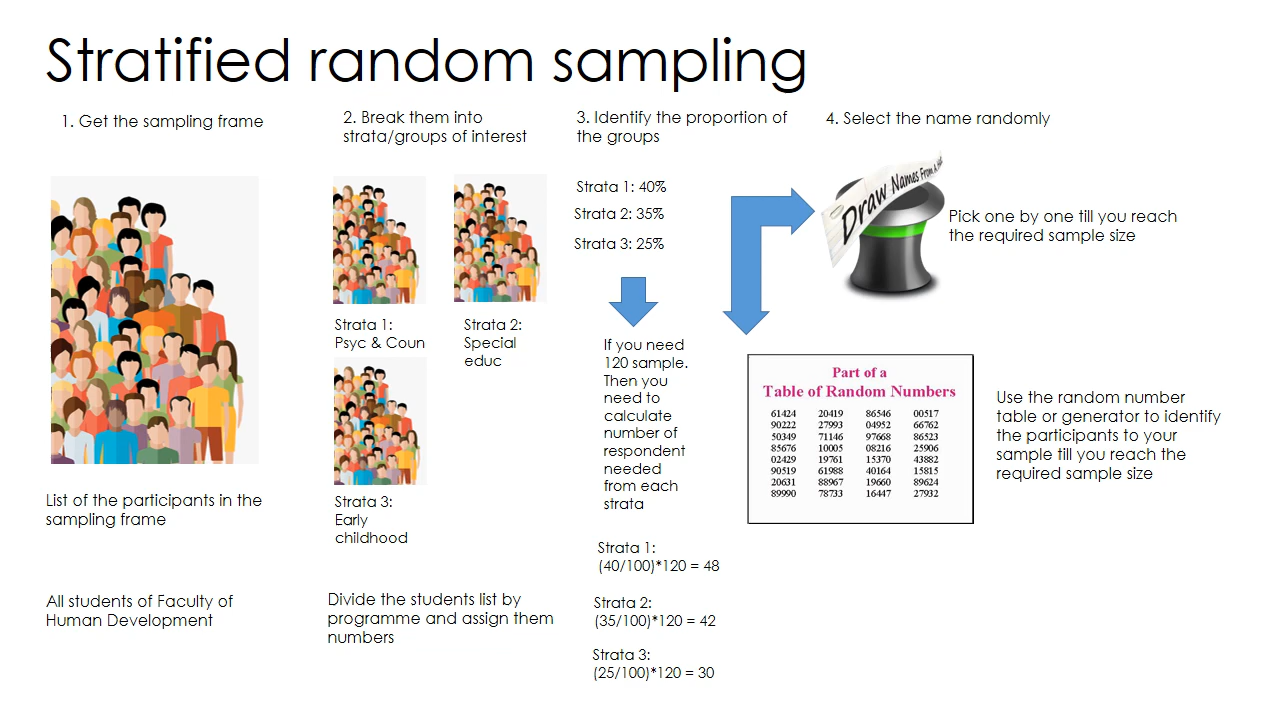 Stratified random sampling
1. Get the sampling frame
List of the participants in the
sampling frame
All students of Faculty of
Human Development
2. Break them into
strata/groups of interest
Strata 1:
Psyc & Coun
Strata 2:
Special
educ
Strata 3:
Early
childhood
Divide the students list by
programme and assign them
numbers
3. Identify the proportion of
the groups
Strata 1: 40%
Strata 2: 35%
Strata 3: 25%
If you need
120 sample.
Then you
need to
calculate
number of
respondent
needed
from each
strata
Strata 1:
(40/100)*120 = 48
Strata 2:
(35/100)*120 = 42
Strata 3:
(25/100)*120 = 30
4. Select the name randomly
Draw Names From A Hat
Pick one by one till you reach
the required sample size
Part of a
Table of Random Numbers
61424 20419 86546 00517
90222 27993 04952 66762
50349 71146 97668 86523
85676 10005 08216 25906
02429 19761 15370 43882
90519 61988 40164 15815
20631 88967 19660 89624
89990 78733 16447 27932
Use the random number
table or generator to identify
the participants to your
sample till you reach the
required sample size